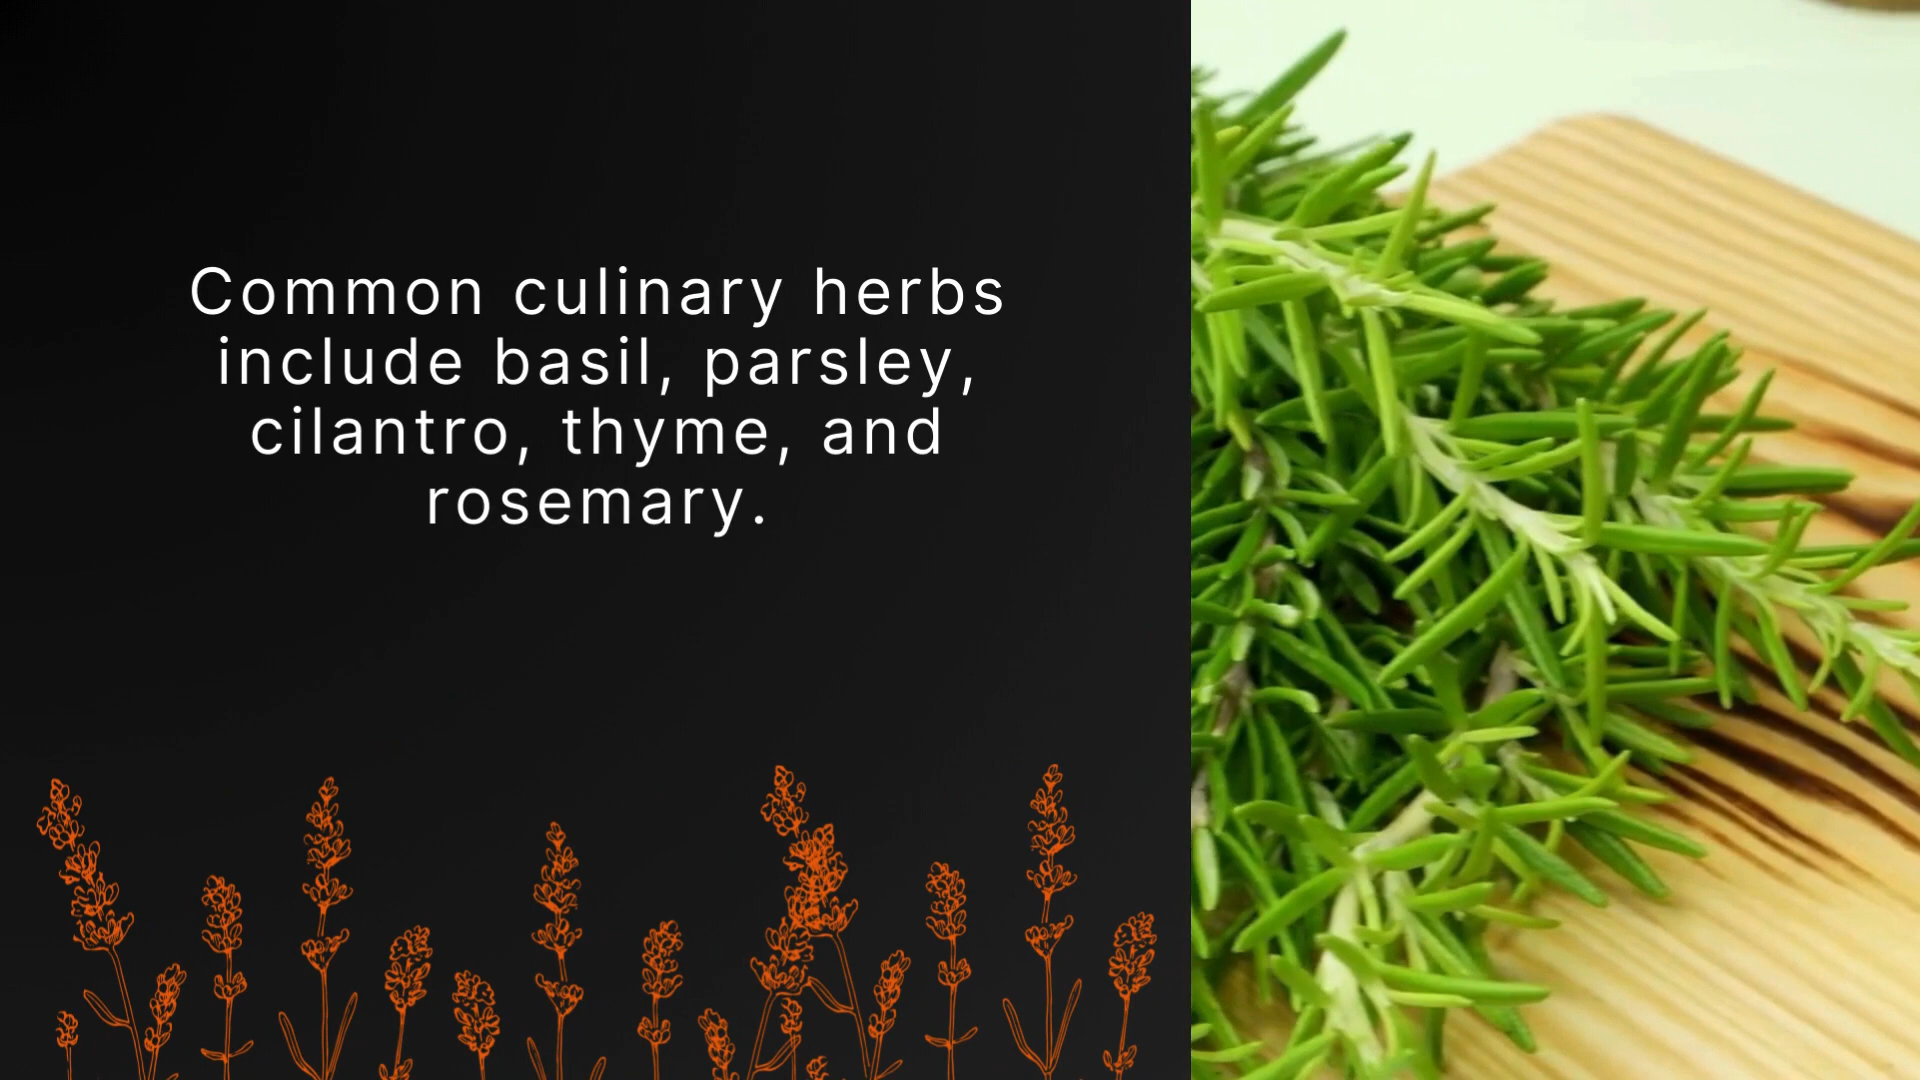 Common culinary herbs
include basil, parsley,
cilantro, thyme, and
rosemary.